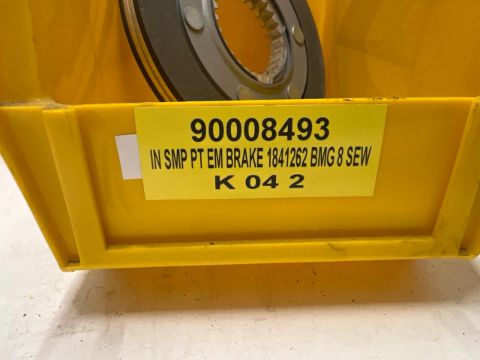 90008493
IN SMP PT EM BRAKE 1841262 BMG 8 SEW
K 04 2